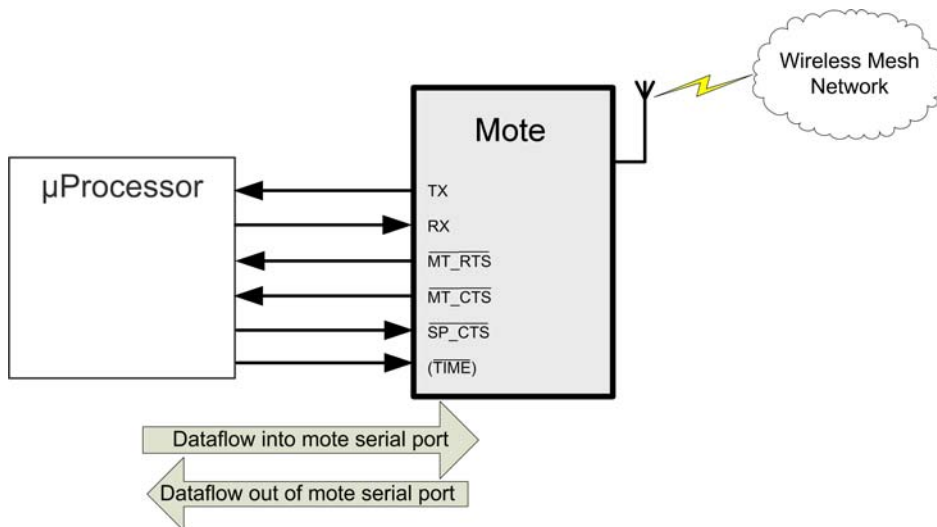 Wireless Mesh
Network
Mote
µProcessor
TX
RX
MT_RTS
MT_CTS
SP_CTS
(TIME)
Dataflow into mote serial port
Dataflow out of mote serial port